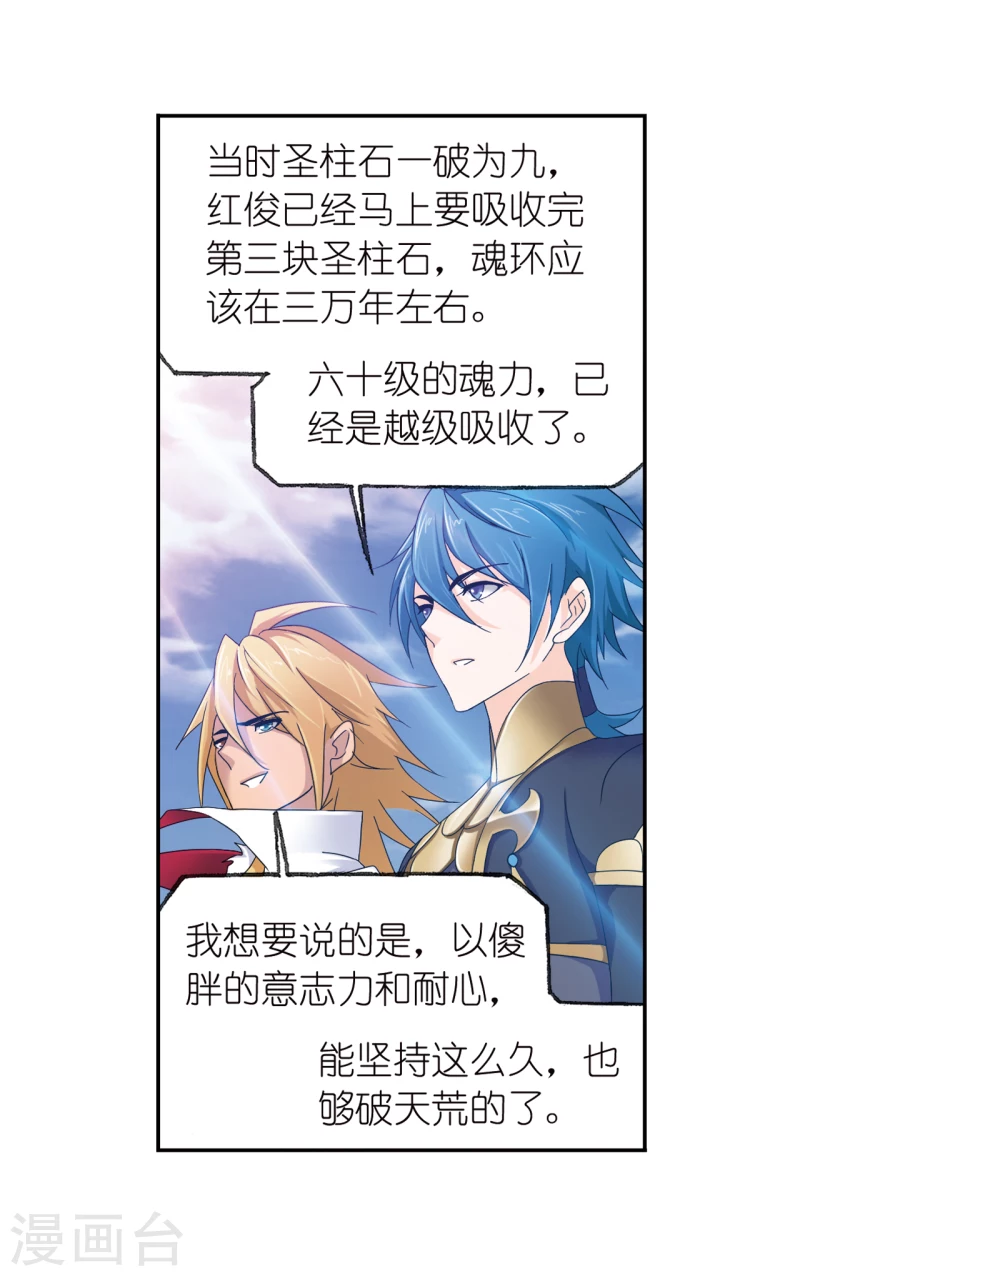 当时圣柱石一破为九，
红俊已经马上要吸收完
第三块圣柱石，魂环应
该在三万年左右。
六十级的魂力，已
经是越级吸收了。
我想要说的是，以傻
胖的意志力和耐心，
能坚持这么久，也
够破天荒的了。
漫画台